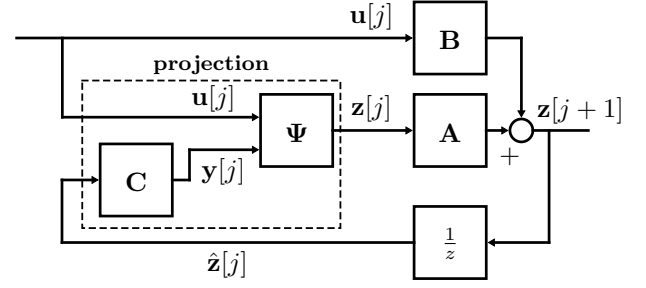 u[j]
B
projection
u[j]
z[j]
z[j + 1]
Ψ
A
+
C
y[j]
1/z
ẑ[j]